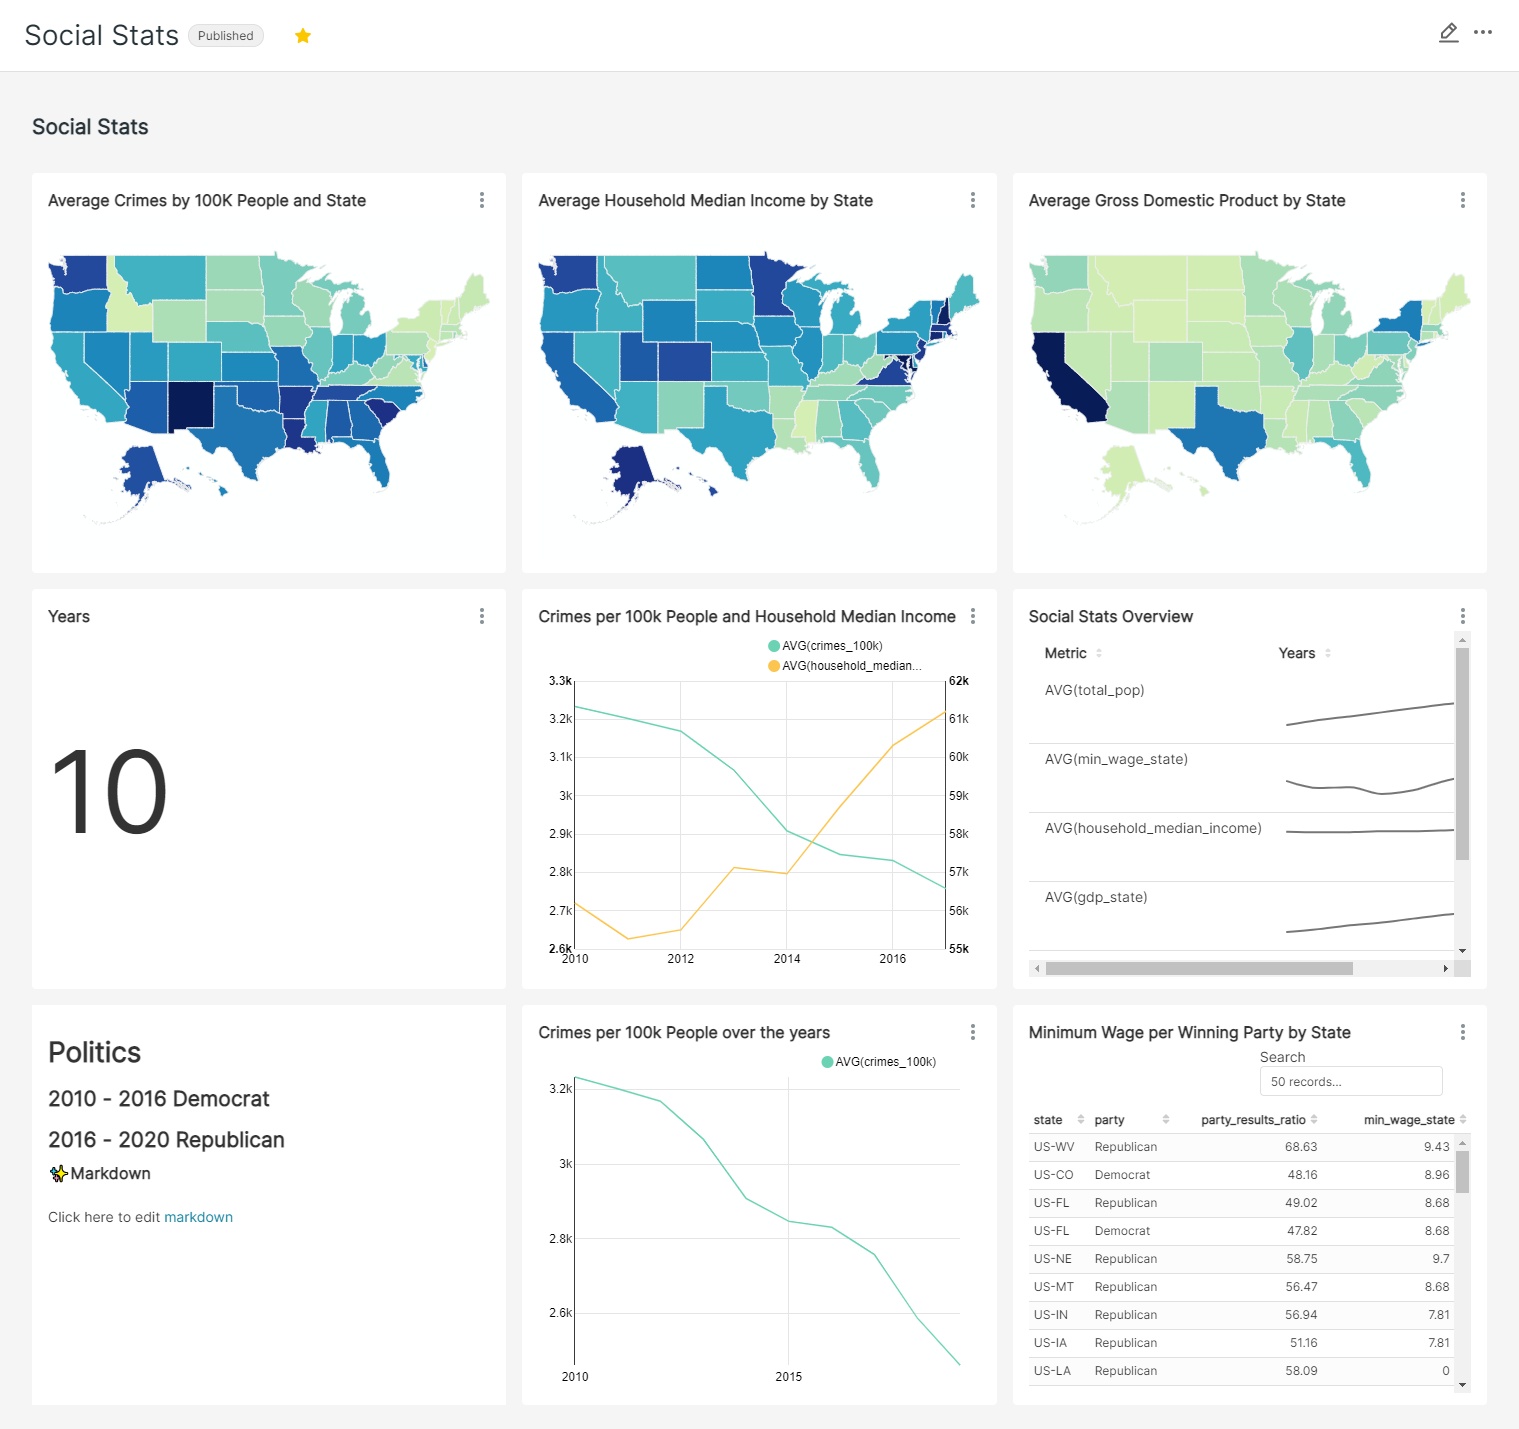 Social Stats Published
Social Stats
Average Crimes by 100K People and State
Average Household Median Income by State
Average Gross Domestic Product by State
Years
10
Crimes per 100k People and Household Median Income
AVG(crimes_100k)
AVG(household_median...
3.3k 62k
3.2k 61k
3.1k 60k
3k 59k
2.9k 58k
2.8k 57k
2.7k 56k
2.6k 55k
2010 2012 2014 2016
Social Stats Overview
Metric Years
AVG(total_pop)
AVG(min_wage_state)
AVG(household_median_income)
AVG(gdp_state)
Politics
2010 - 2016 Democrat
2016 - 2020 Republican
✨Markdown
Click here to edit markdown
Crimes per 100k People over the years
AVG(crimes_100k)
3.2k
3k
2.8k
2.6k
2010 2015
Minimum Wage per Winning Party by State
Search
50 records...
state party party_results_ratio min_wage_state
US-WV Republican 68.63 9.43
US-CO Democrat 48.16 8.96
US-FL Republican 49.02 8.68
US-FL Democrat 47.82 8.68
US-NE Republican 58.75 9.7
US-MT Republican 56.47 8.68
US-IN Republican 56.94 7.81
US-IA Republican 51.16 7.81
US-LA Republican 58.09 0